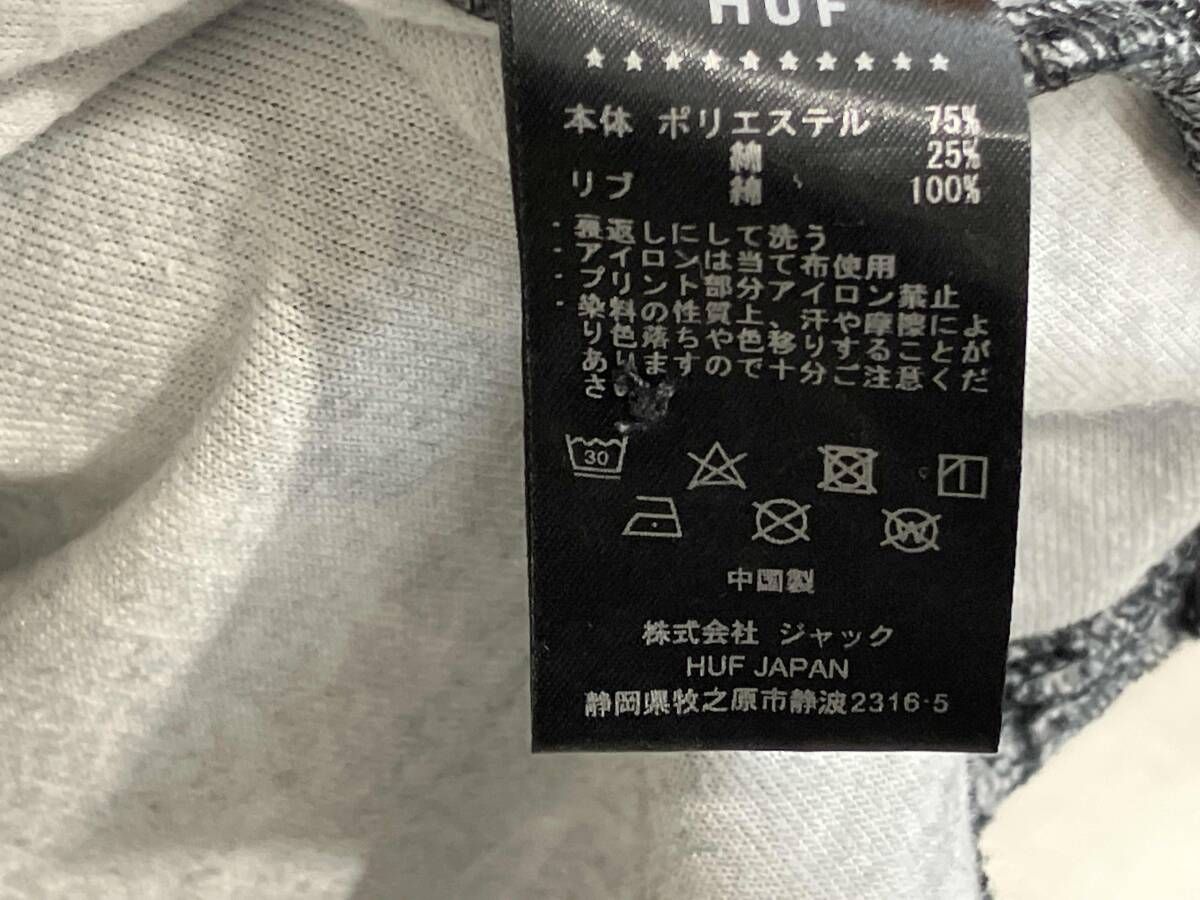 HUF
本体 ポリエステル 75%
綿 25%
リブ 綿 100%
・裏返しにして洗う
・アイロンは当て布使用
・プリント部分アイロン禁止
・染料の性質上、汗や摩擦によ
り色落ちや色移りすることが
ありますので十分ご注意くだ
さい
30
W
中国製
株式会社 ジャック
HUF JAPAN
静岡県牧之原市静波2316-5